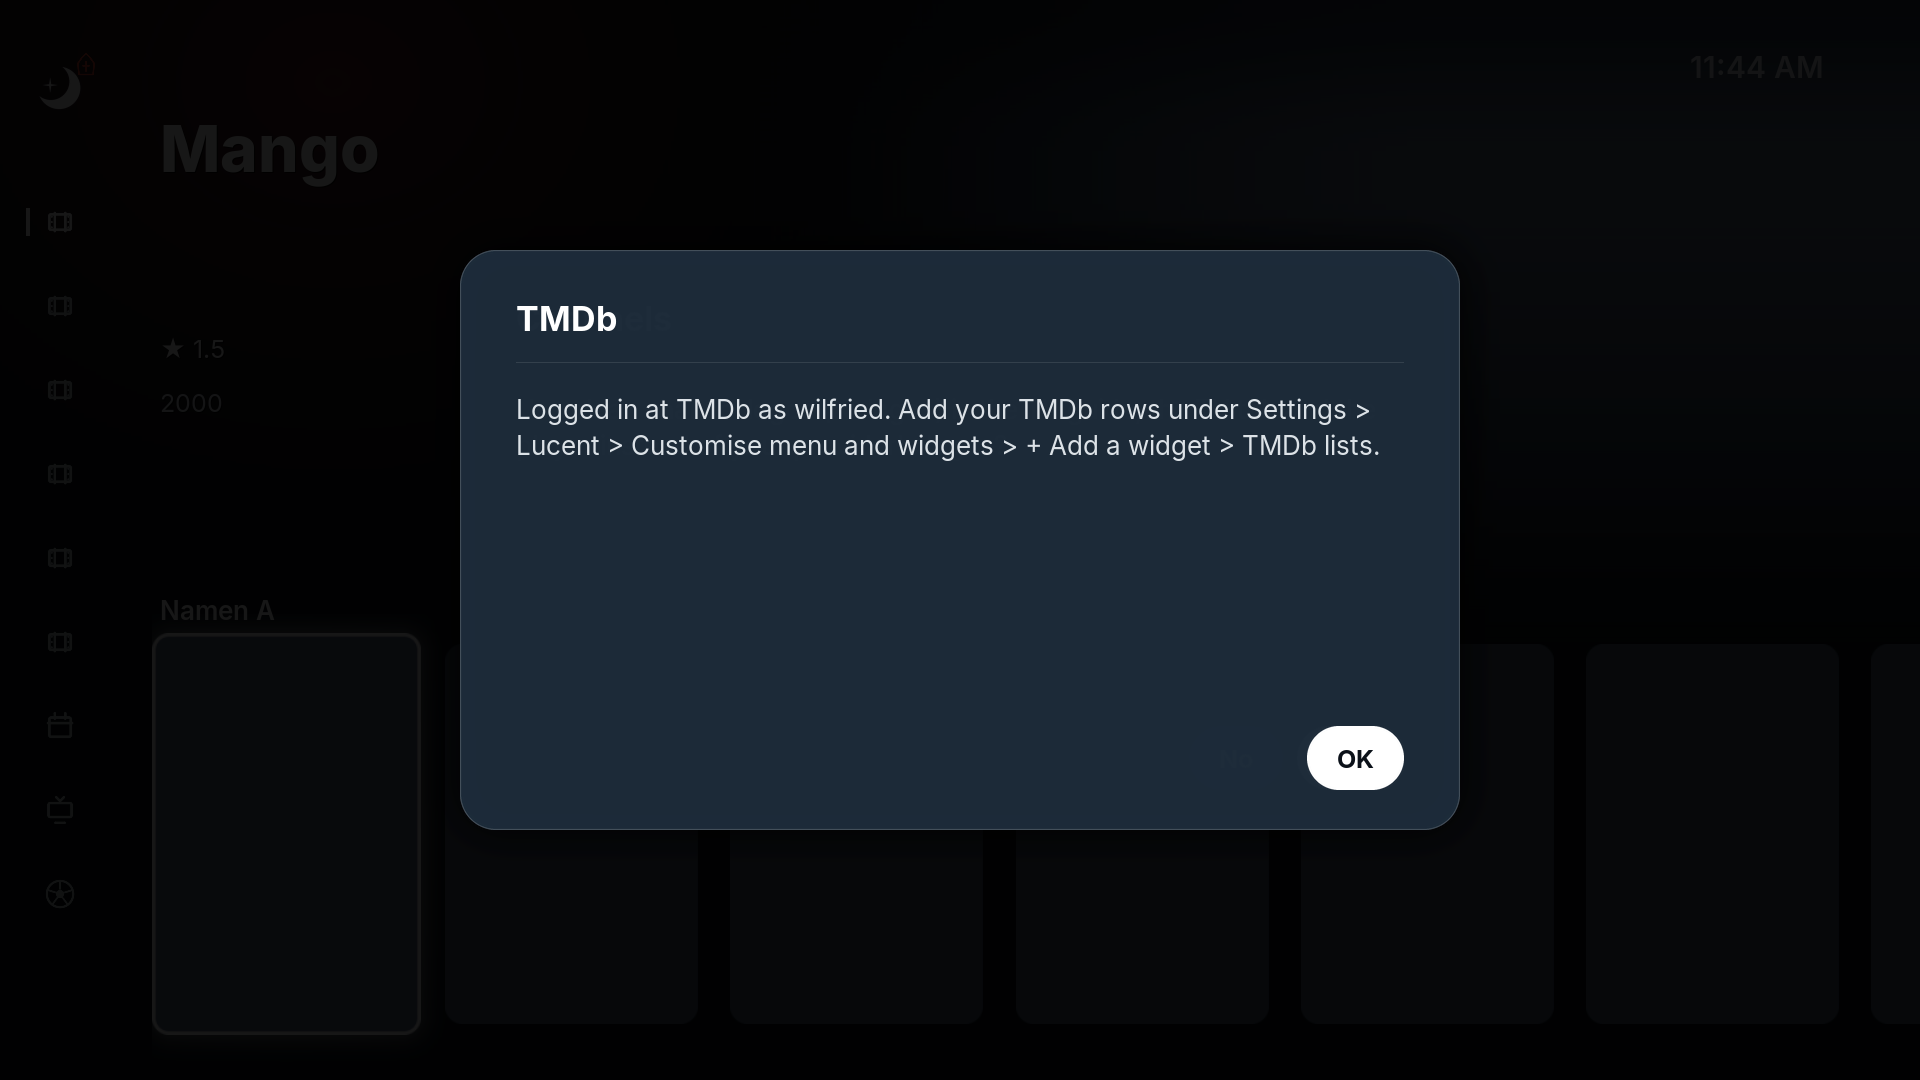 11:44 AM
Mango
★ 1.5
2000
Namen A
TMDb
Logged in at TMDb as wilfried. Add your TMDb rows under Settings >
Lucent > Customise menu and widgets > + Add a widget > TMDb lists.
OK